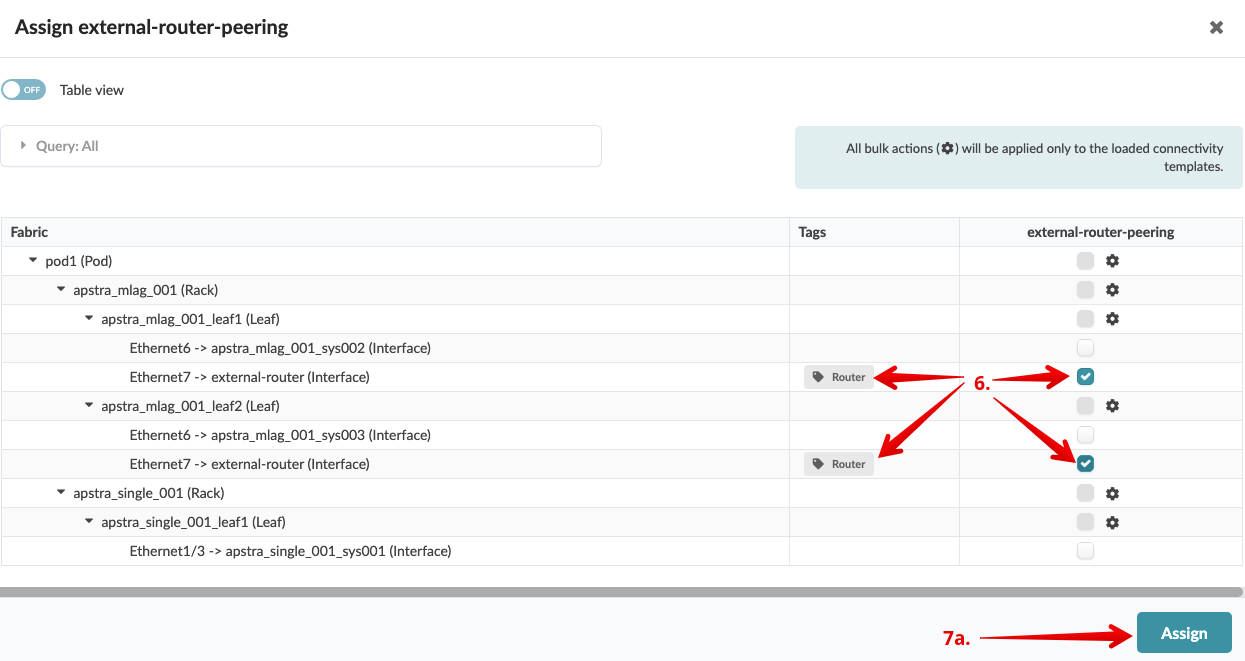 Assign external-router-peering
OFF Table view
Query: All
All bulk actions () will be applied only to the loaded connectivity
templates.
Fabric Tags external-router-peering
pod1 (Pod)
apstra_mlag_001 (Rack)
apstra_mlag_001_leaf1 (Leaf)
Ethernet6 -> apstra_mlag_001_sys002 (Interface)
Ethernet7 -> external-router (Interface) Router 6.
apstra_mlag_001_leaf2 (Leaf)
Ethernet6 -> apstra_mlag_001_sys003 (Interface)
Ethernet7 -> external-router (Interface) Router
apstra_single_001 (Rack)
apstra_single_001_leaf1 (Leaf)
Ethernet1/3 -> apstra_single_001_sys001 (Interface)
7a. Assign